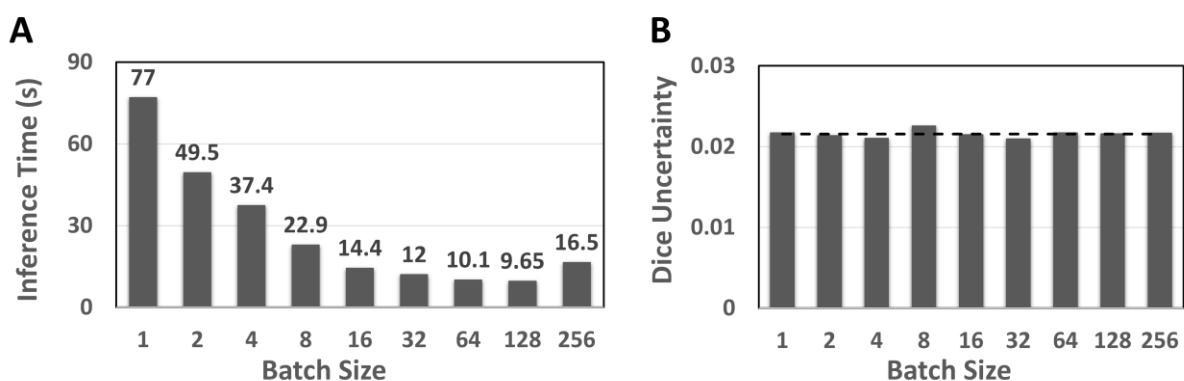 A
Inference Time (s)
90
60
30
0
77
49.5
37.4
22.9
14.4
12
10.1
9.65
16.5
1 2 4 8 16 32 64 128 256
Batch Size
B
Dice Uncertainty
0.03
0.02
0.01
0
1 2 4 8 16 32 64 128 256
Batch Size